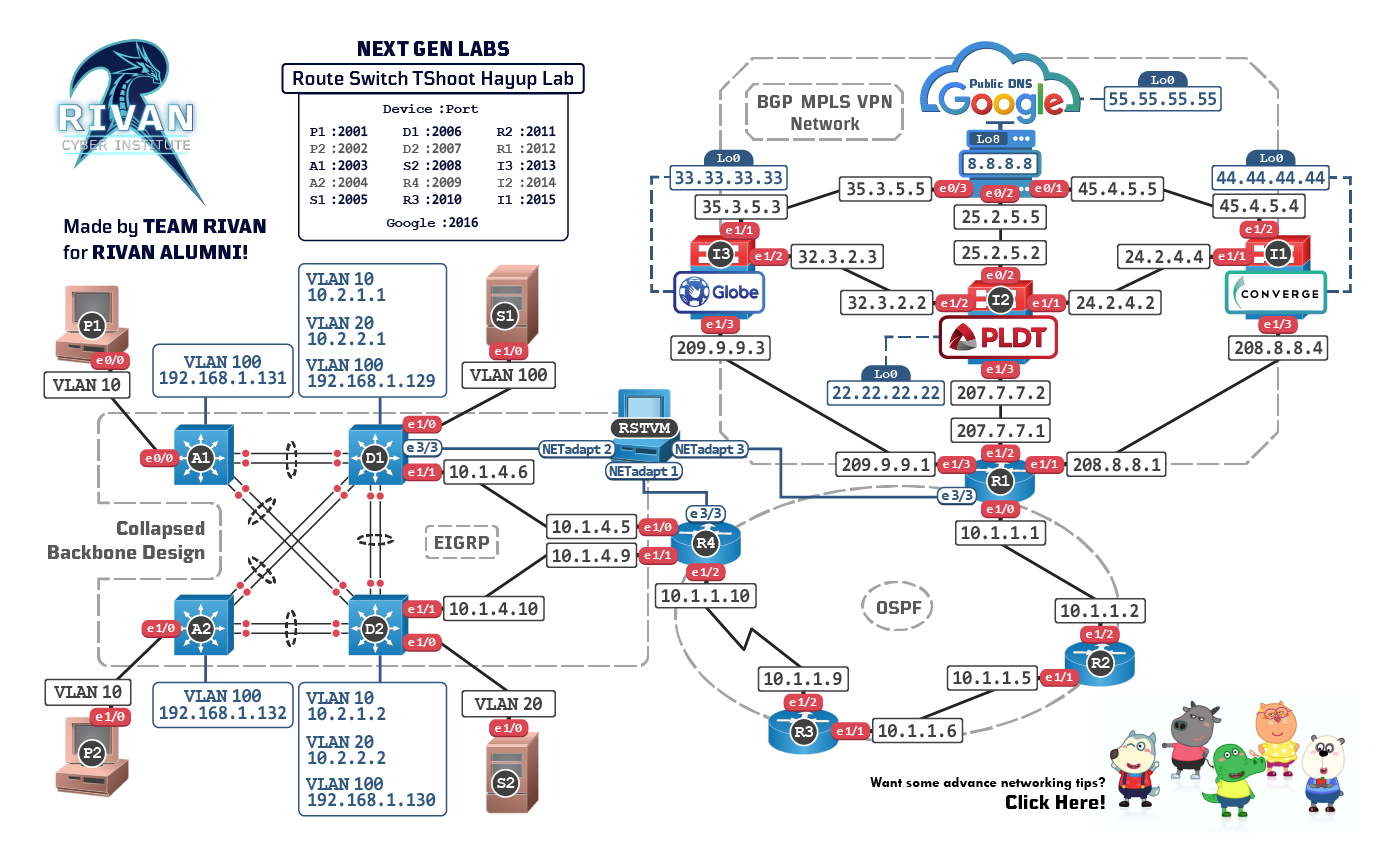 RIVAN
CYBER INSTITUTE
Made by TEAM RIVAN
for RIVAN ALUMNI!
NEXT GEN LABS
Route Switch TShoot Hayup Lab
Device :Port
P1 :2001 D1 :2006 R2 :2011
P2 :2002 D2 :2007 R1 :2012
A1 :2003 S2 :2008 I3 :2013
A2 :2004 R4 :2009 I2 :2014
S1 :2005 R3 :2010 I1 :2015
Google :2016
BGP MPLS VPN
Network
Public DNS
Google
Lo0
55.55.55.55
Lo8
8.8.8.8
Lo0
33.33.33.33
Lo0
44.44.44.44
35.3.5.5
e0/3
e0/2
e0/1
45.4.5.5
35.3.5.3
25.2.5.5
45.4.5.4
e1/1
I3
e1/2
32.3.2.3
25.2.5.2
24.2.4.4
e1/1
e1/2
I1
Globe
e0/2
CONVERGE
32.3.2.2
e1/2
I2
e1/1
24.2.4.2
e1/3
PLDT
e1/3
209.9.9.3
208.8.8.4
e1/3
Lo0
22.22.22.22
207.7.7.2
207.7.7.1
209.9.9.1
e1/3
e1/2
e1/1
208.8.8.1
R1
e3/3
e1/0
10.1.1.1
P1
e0/0
VLAN 10
VLAN 100
192.168.1.131
VLAN 10
10.2.1.1
VLAN 20
10.2.2.1
VLAN 100
192.168.1.129
S1
e1/0
VLAN 100
e0/0
A1
D1
e1/0
e3/3
e1/1
10.1.4.6
RSTVM
NETadapt 2
NETadapt 3
NETadapt 1
Collapsed
Backbone Design
EIGRP
10.1.4.5
e1/0
e3/3
R4
10.1.4.9
e1/1
e1/2
10.1.1.10
OSPF
e1/0
A2
D2
e1/1
10.1.4.10
e1/0
10.1.1.2
e1/2
R2
10.1.1.5
e1/1
10.1.1.9
e1/2
R3
e1/1
10.1.1.6
VLAN 10
e1/0
P2
VLAN 100
192.168.1.132
VLAN 10
10.2.1.2
VLAN 20
10.2.2.2
VLAN 100
192.168.1.130
VLAN 20
e1/0
S2
Want some advance networking tips?
Click Here!